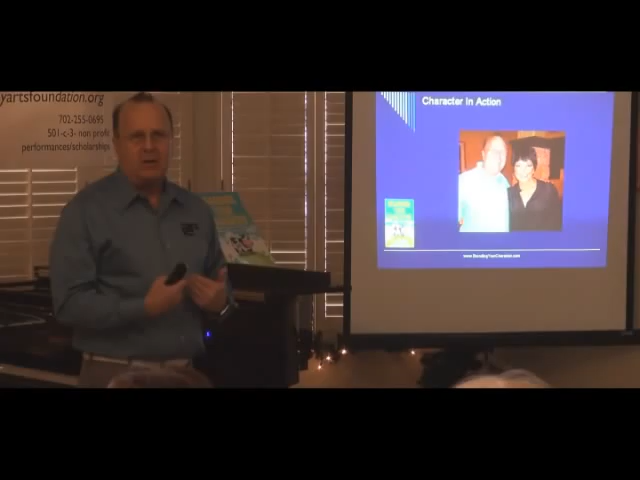 yartsfoundation.org
702-255-0695
501-c-3- non profit
performances/scholarships
Character In Action